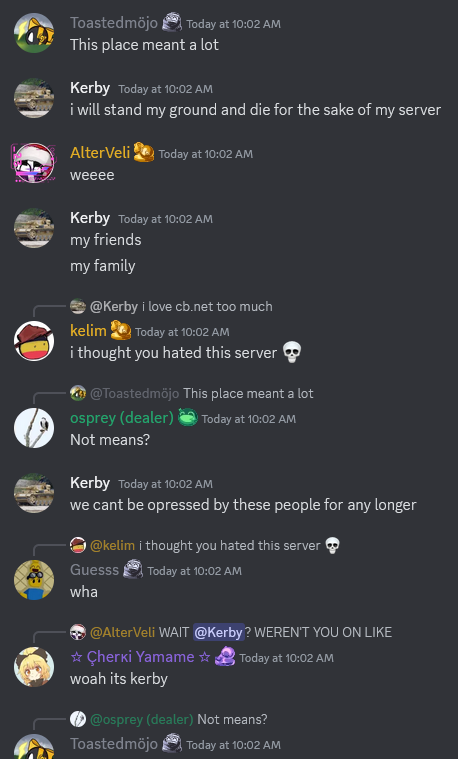 Toastedmöjo Today at 10:02 AM
This place meant a lot
Kerby Today at 10:02 AM
i will stand my ground and die for the sake of my server
AlterVeli Today at 10:02 AM
weeee
Kerby Today at 10:02 AM
my friends
my family
@Kerby i love cb.net too much
kelim Today at 10:02 AM
i thought you hated this server 💀
@Toastedmöjo This place meant a lot
osprey (dealer) Today at 10:02 AM
Not means?
Kerby Today at 10:02 AM
we cant be opressed by these people for any longer
@kelim i thought you hated this server 💀
Guesss Today at 10:02 AM
wha
@AlterVeli WAIT @Kerby? WEREN'T YOU ON LIKE
☆ Çherкi Yamame ☆ Today at 10:02 AM
woah its kerby
@osprey (dealer) Not means?
Toastedmöjo Today at 10:02 AM